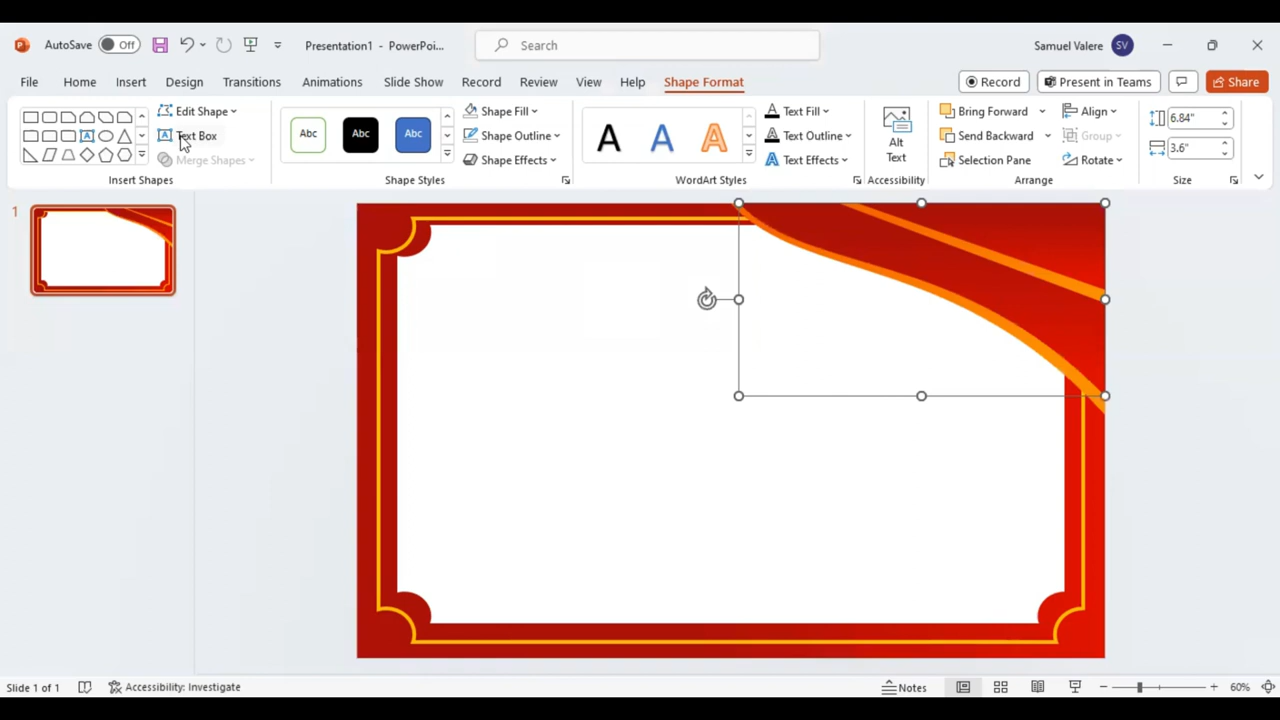 AutoSave Off Presentation1 - PowerPoi... Search Samuel Valere SV
File Home Insert Design Transitions Animations Slide Show Record Review View Help Shape Format Record Present in Teams Share
Edit Shape
Text Box
Merge Shapes
Insert Shapes
Abc Abc Abc
Shape Fill
Shape Outline
Shape Effects
Shape Styles
A A A
Text Fill
Text Outline
Text Effects
WordArt Styles
Alt
Text
Accessibility
Bring Forward
Send Backward
Selection Pane
Align
Group
Rotate
Arrange
6.84"
3.6"
Size
1
Slide 1 of 1 Accessibility: Investigate Notes 60%